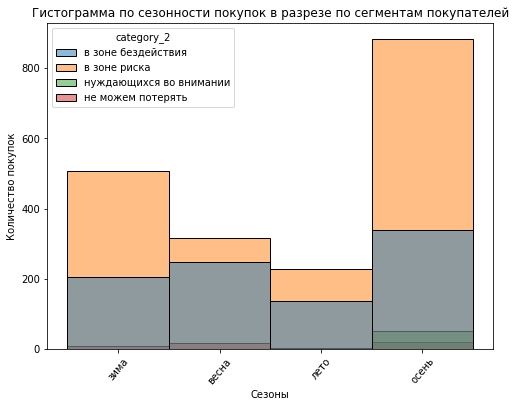 Гистограмма по сезонности покупок в разрезе по сегментам покупателей
category_2
в зоне бездействия
в зоне риска
нуждающихся во внимании
не можем потерять
Количество покупок
800
600
400
200
0
зима
весна
лето
осень
Сезоны